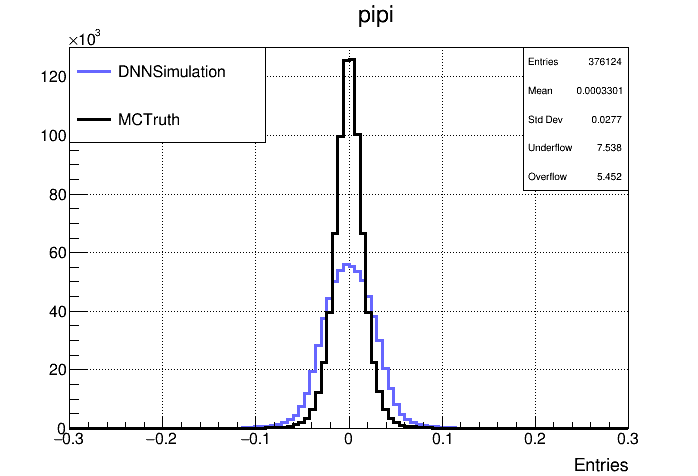 pipi
×10³
DNNSimulation
MCTruth
Entries 376124
Mean 0.0003301
Std Dev 0.0277
Underflow 7.538
Overflow 5.452
120
100
80
60
40
20
0
−0.3 −0.2 −0.1 0 0.1 0.2 0.3
Entries